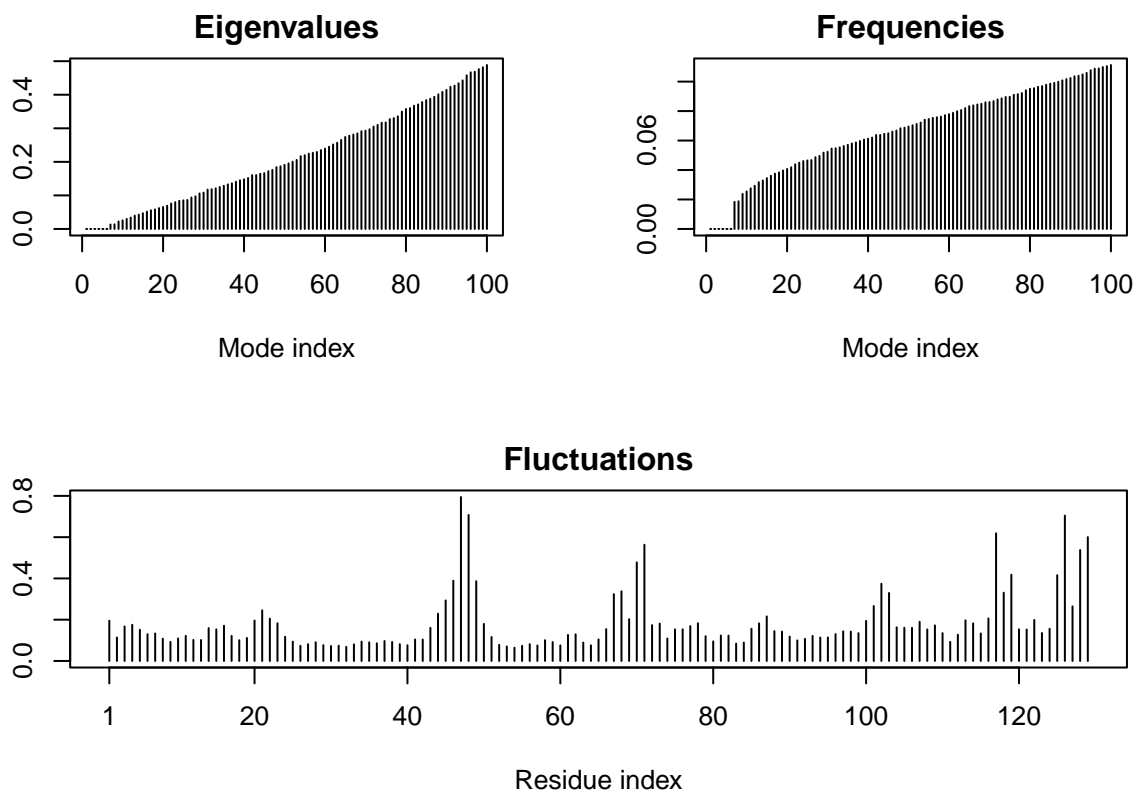 Eigenvalues
0.4
0.2
0.0
0 20 40 60 80 100
Mode index
Frequencies
0.06
0.00
0 20 40 60 80 100
Mode index
Fluctuations
0.8
0.4
0.0
1 20 40 60 80 100 120
Residue index